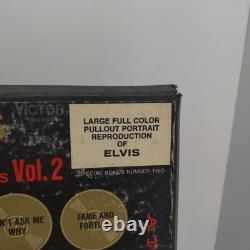 VICTOR
LARGE FULL COLOR
PULLOUT PORTRAIT
REPRODUCTION
OF
ELVIS
s Vol. 2
SPECIAL BONUS NUMBER TWO
N'T ASK ME
WHY
FAME AND
FORTU